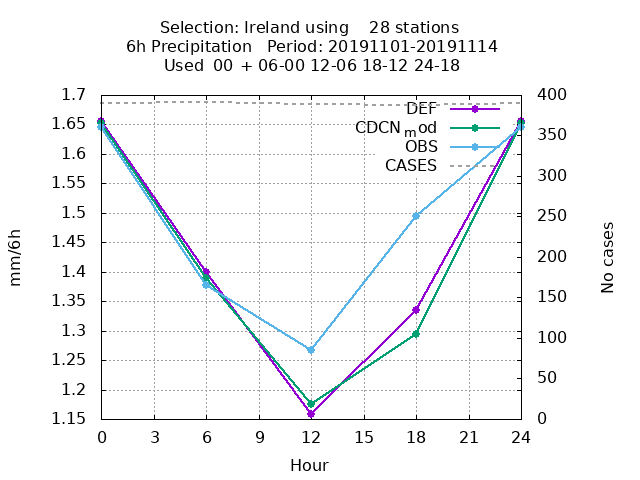 Selection: Ireland using 28 stations
6h Precipitation Period: 20191101-20191114
Used 00 + 06-00 12-06 18-12 24-18
1.7
1.65
1.6
1.55
1.5
1.45
1.4
1.35
1.3
1.25
1.2
1.15
mm/6h
DEF
CDCN m od
OBS
CASES
400
350
300
250
200
150
100
50
0
No cases
0 3 6 9 12 15 18 21 24
Hour